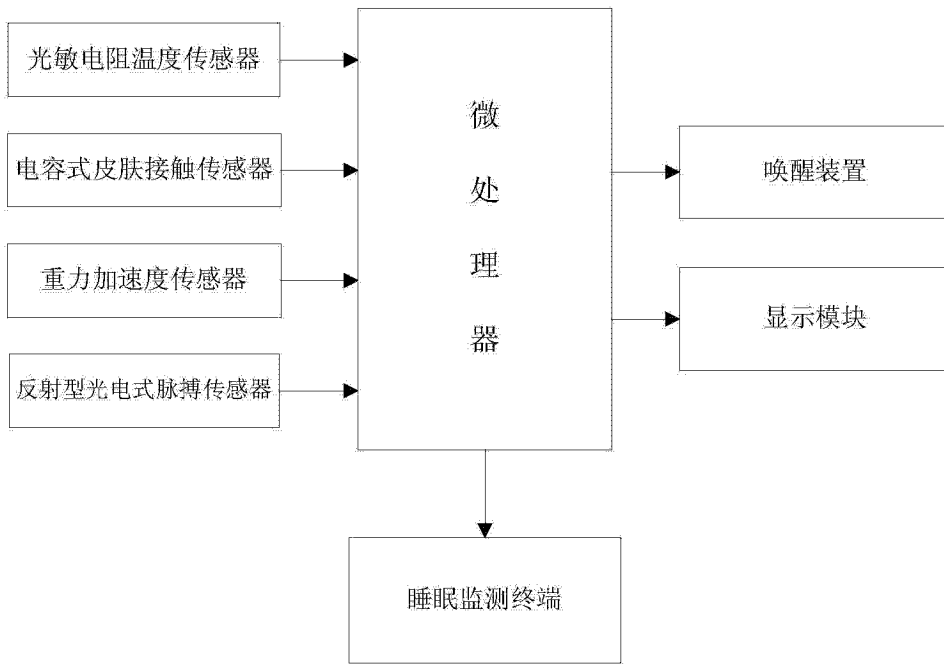 光敏电阻温度传感器
电容式皮肤接触传感器
重力加速度传感器
反射型光电式脉搏传感器
微
处
理
器
唤醒装置
显示模块
睡眠监测终端